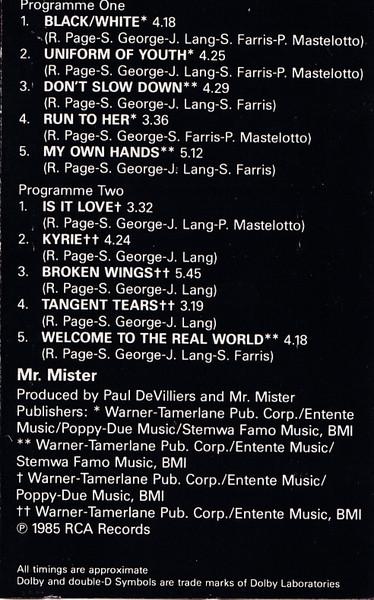 Programme One
1. BLACK/WHITE* 4.18
(R. Page-S. George-J. Lang-S. Farris-P. Mastelotto)
2. UNIFORM OF YOUTH* 4.25
(R. Page-S. George-J. Lang-S. Farris-P. Mastelotto)
3. DON'T SLOW DOWN** 4.29
(R. Page-S. George-J. Lang-S. Farris)
4. RUN TO HER* 3.36
(R. Page-S. George-S. Farris-P. Mastelotto)
5. MY OWN HANDS** 5.12
(R. Page-S. George-J. Lang-S. Farris)
Programme Two
1. IS IT LOVE† 3.32
(R. Page-S. George-J. Lang-P. Mastelotto)
2. KYRIE†† 4.24
(R. Page-S. George-J. Lang)
3. BROKEN WINGS†† 5.45
(R. Page-S. George-J. Lang)
4. TANGENT TEARS†† 3.19
(R. Page-S. George-J. Lang)
5. WELCOME TO THE REAL WORLD** 4.18
(R. Page-S. George-J. Lang-S. Farris)
Mr. Mister
Produced by Paul DeVilliers and Mr. Mister
Publishers: * Warner-Tamerlane Pub. Corp./Entente
Music/Poppy-Due Music/Stemwa Famo Music, BMI
** Warner-Tamerlane Pub. Corp./Entente Music/
Stemwa Famo Music, BMI
† Warner-Tamerlane Pub. Corp./Entente Music/
Poppy-Due Music, BMI
†† Warner-Tamerlane Pub. Corp./Entente Music, BMI
℗ 1985 RCA Records
All timings are approximate
Dolby and double-D Symbols are trade marks of Dolby Laboratories